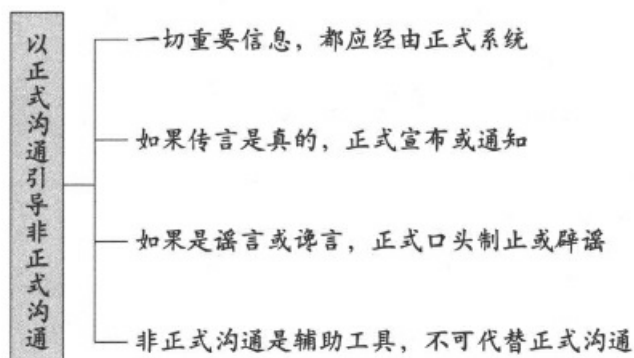 以正式沟通引导非正式沟通
一切重要信息，都应经由正式系统
如果传言是真的，正式宣布或通知
如果是谣言或谗言，正式口头制止或辟谣
非正式沟通是辅助工具，不可代替正式沟通